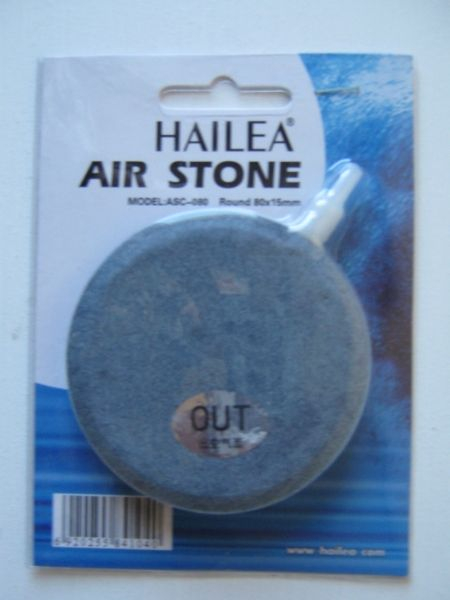 HAILEA®
AIR STONE
MODEL:ASC-080 Round 80x15mm
OUT
www.hailea.com